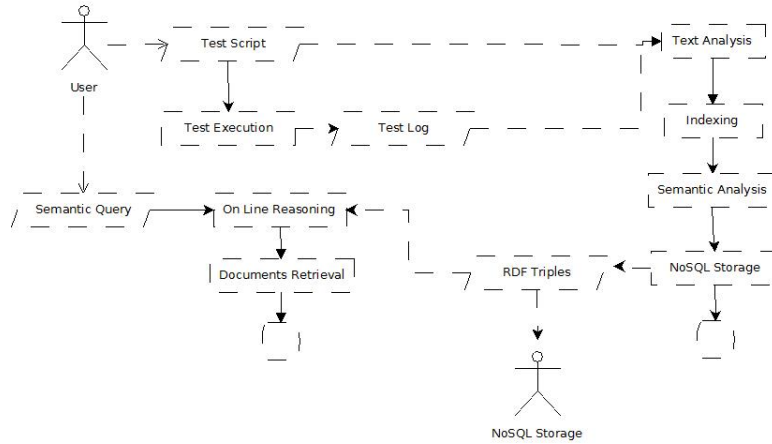 Test Script
Text Analysis
User
Test Execution
Test Log
Indexing
Semantic Analysis
Semantic Query
On Line Reasoning
Documents Retrieval
RDF Triples
NoSQL Storage
NoSQL Storage